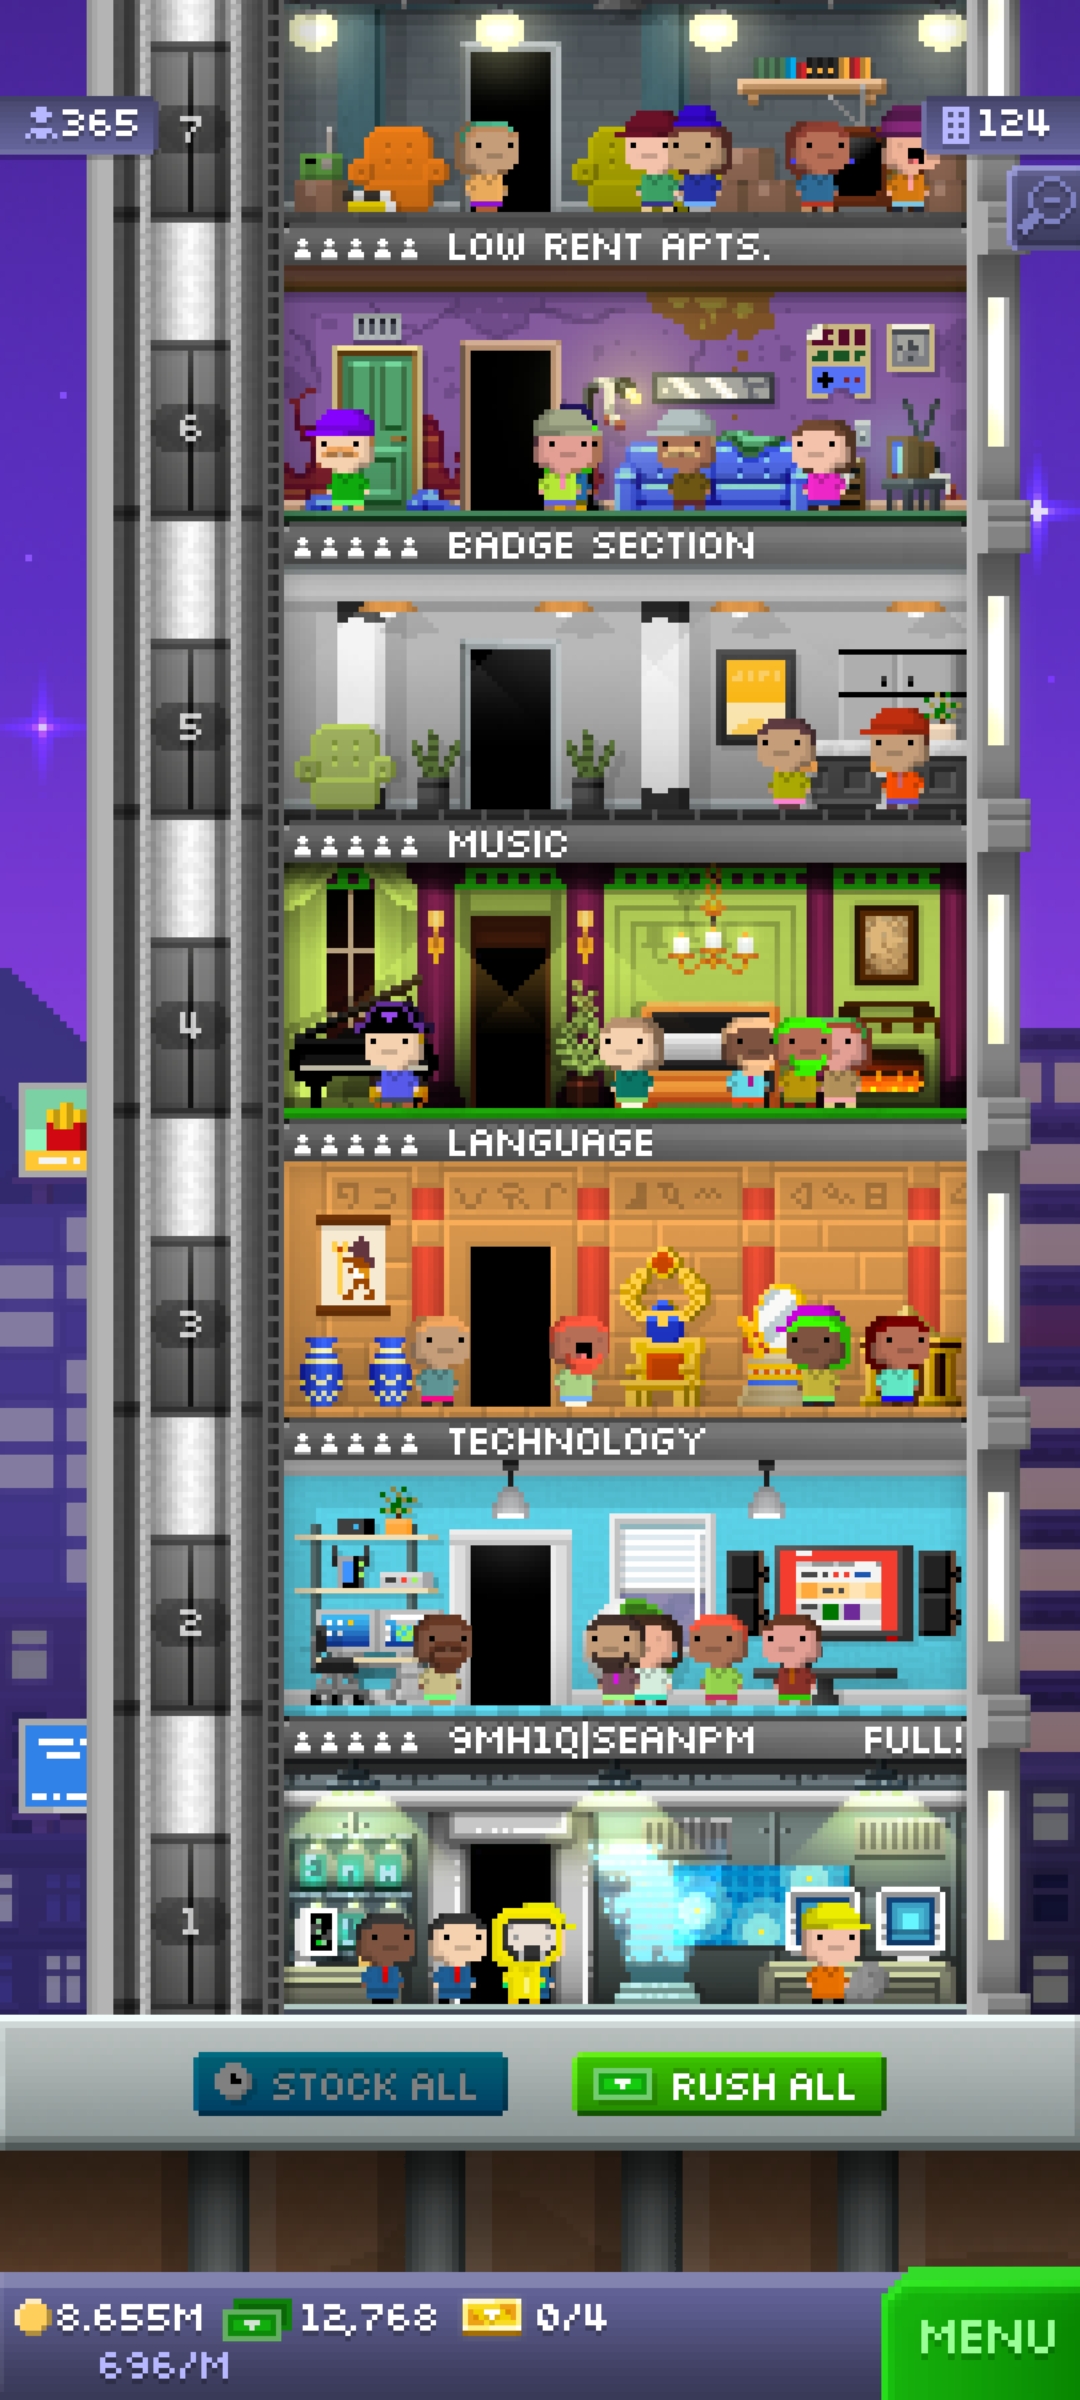 365
7
124
LOW RENT APTS.
6
BADGE SECTION
5
MUSIC
4
LANGUAGE
3
TECHNOLOGY
2
9MH1Q|SEANPM FULL!
1
STOCK ALL
RUSH ALL
8.655M 12,768 0/4
696/M
MENU